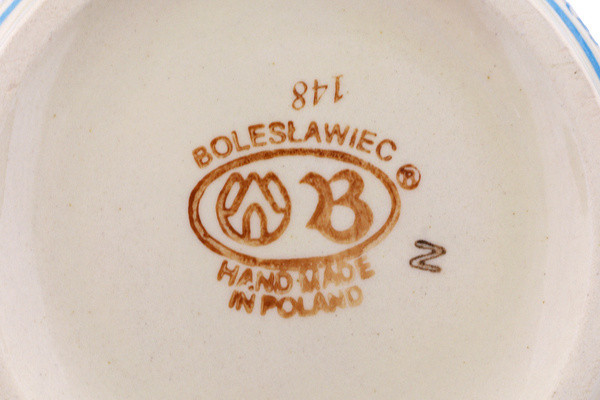 148
BOLESŁAWIEC ®
B
HAND MADE
IN POLAND
N